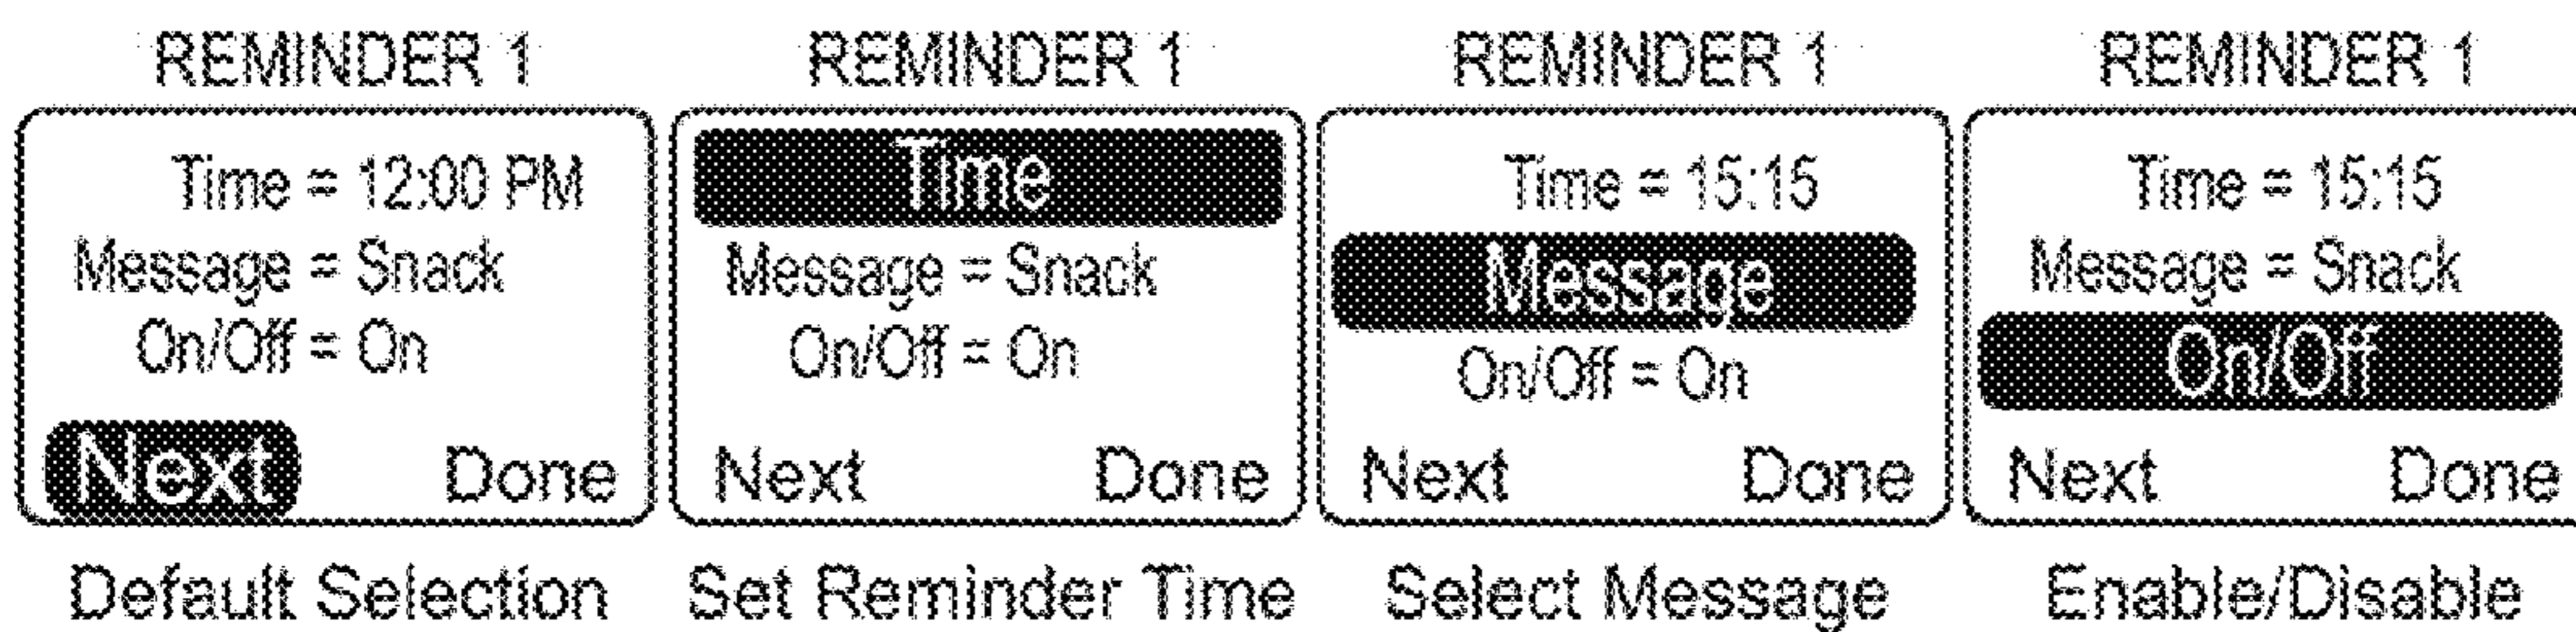 REMINDER 1
Time = 12:00 PM
Message = Snack
On/Off = On
Next Done
Default Selection
REMINDER 1
Time
Message = Snack
On/Off = On
Next Done
Set Reminder Time
REMINDER 1
Time = 15:15
Message
On/Off = On
Next Done
Select Message
REMINDER 1
Time = 15:15
Message = Snack
On/Off
Next Done
Enable/Disable